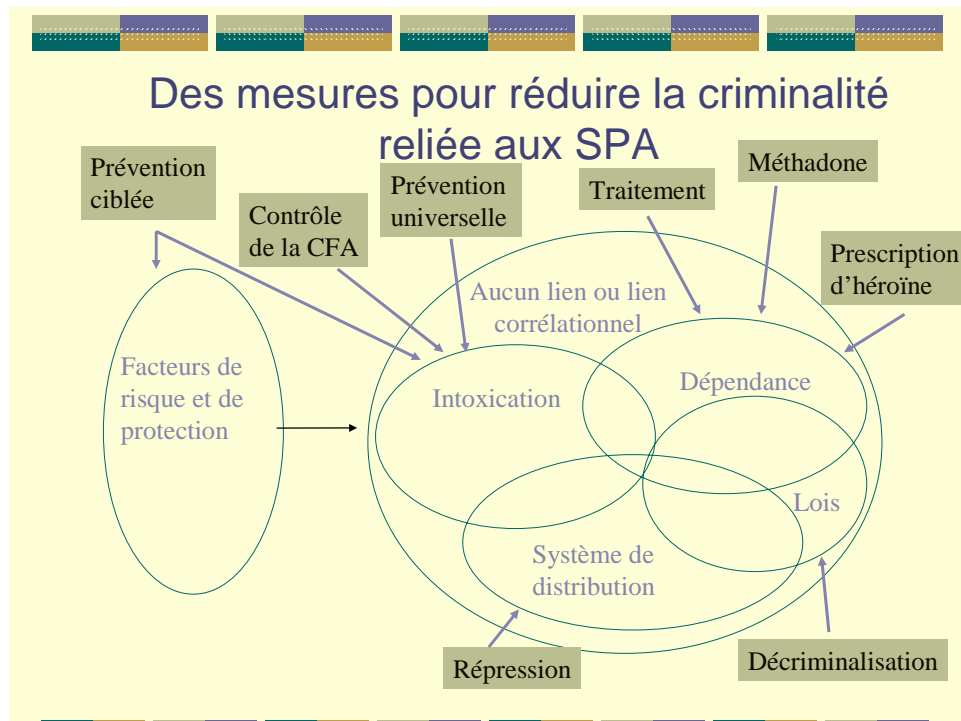 Des mesures pour réduire la criminalité
reliée aux SPA
Prévention
ciblée
Contrôle
de la CFA
Prévention
universelle
Traitement
Méthadone
Prescription
d’héroïne
Aucun lien ou lien
corrélationnel
Facteurs de
risque et de
protection
Intoxication
Dépendance
Lois
Système de
distribution
Répression
Décriminalisation